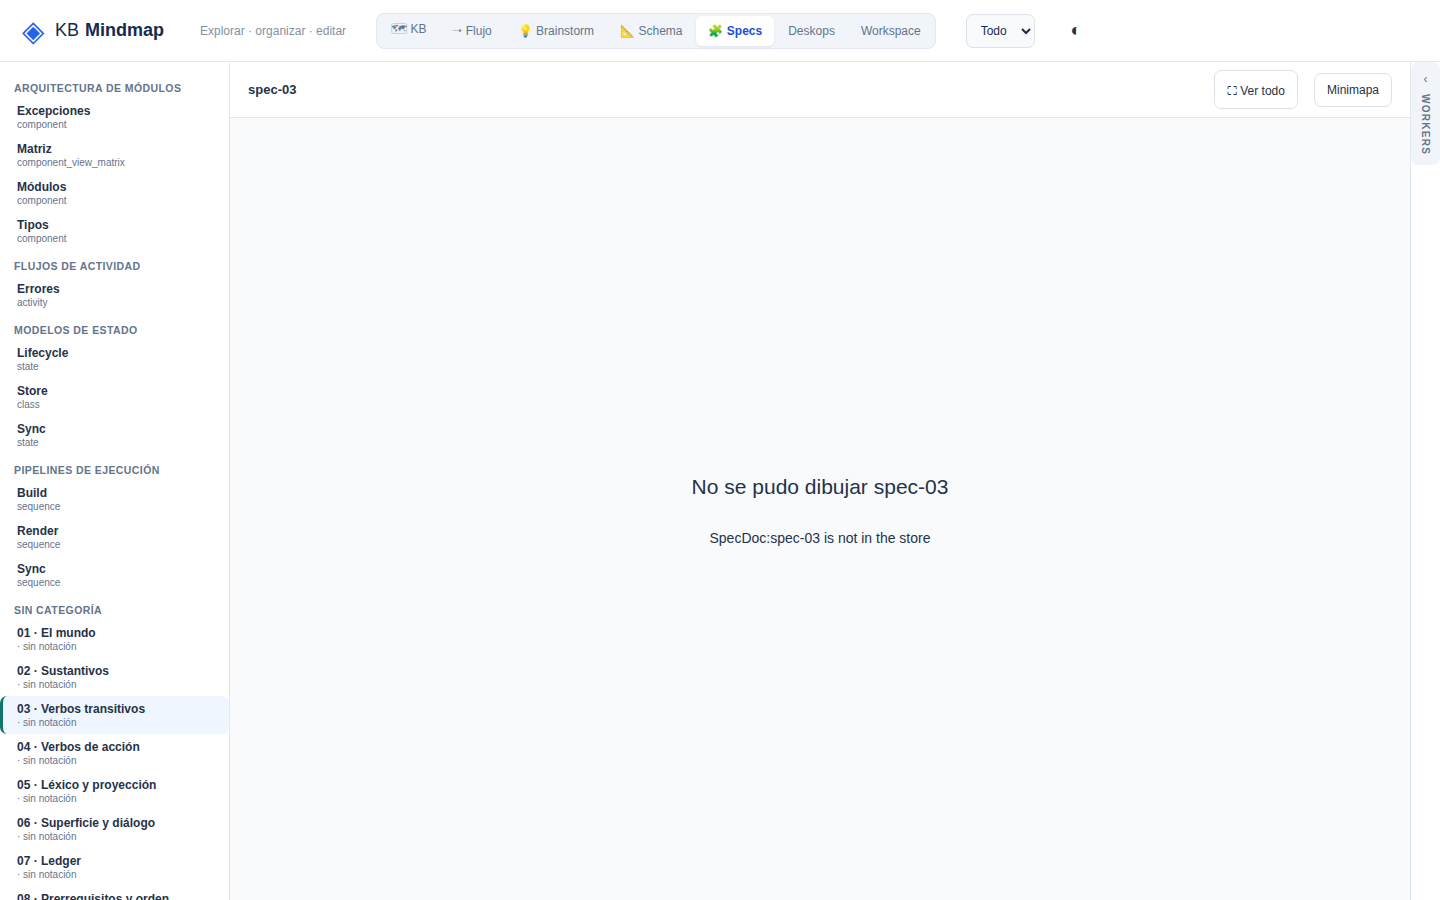 KB Mindmap
Explorar · organizar · editar
KB
→ Flujo
Brainstorm
Schema
Specs
Deskops
Workspace
Todo
ARQUITECTURA DE MÓDULOS
Excepciones
component
Matriz
component_view_matrix
Módulos
component
Tipos
component
FLUJOS DE ACTIVIDAD
Errores
activity
MODELOS DE ESTADO
Lifecycle
state
Store
class
Sync
state
PIPELINES DE EJECUCIÓN
Build
sequence
Render
sequence
Sync
sequence
SIN CATEGORÍA
01 · El mundo
· sin notación
02 · Sustantivos
· sin notación
03 · Verbos transitivos
· sin notación
04 · Verbos de acción
· sin notación
05 · Léxico y proyección
· sin notación
06 · Superficie y diálogo
· sin notación
07 · Ledger
· sin notación
08 · Prerrequisitos y orden
spec-03
Ver todo
Minimapa
No se pudo dibujar spec-03
SpecDoc:spec-03 is not in the store
‹
WORKERS